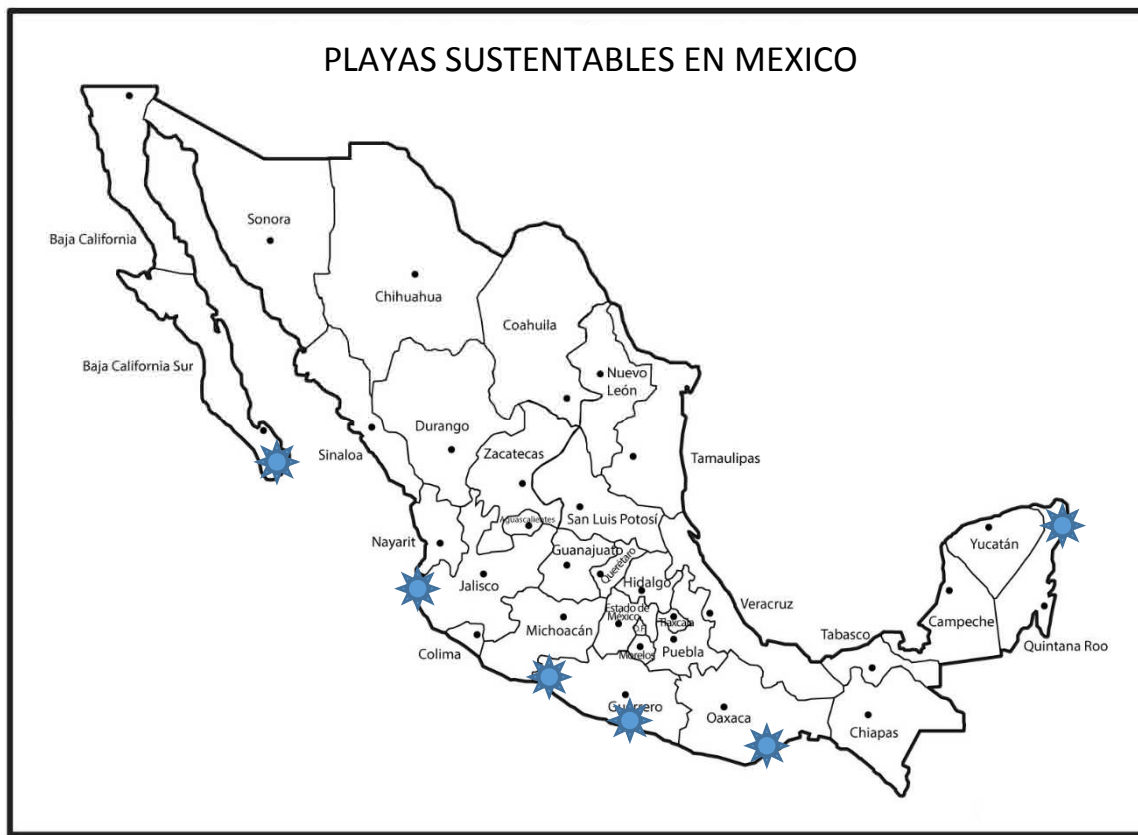 PLAYAS SUSTENTABLES EN MEXICO
Sonora
Baja California
Chihuahua
Coahuila
Baja California Sur
Nuevo
León
Durango
Sinaloa
Zacatecas
Tamaulipas
Aguascalientes
San Luis Potosí
Nayarit
Guanajuato
Querétaro
Yucatán
Jalisco
Hidalgo
Estado de
México
D.F.
Tlaxcala
Veracruz
Michoacán
Campeche
Colima
Morelos
Puebla
Tabasco
Quintana Roo
Guerrero
Oaxaca
Chiapas